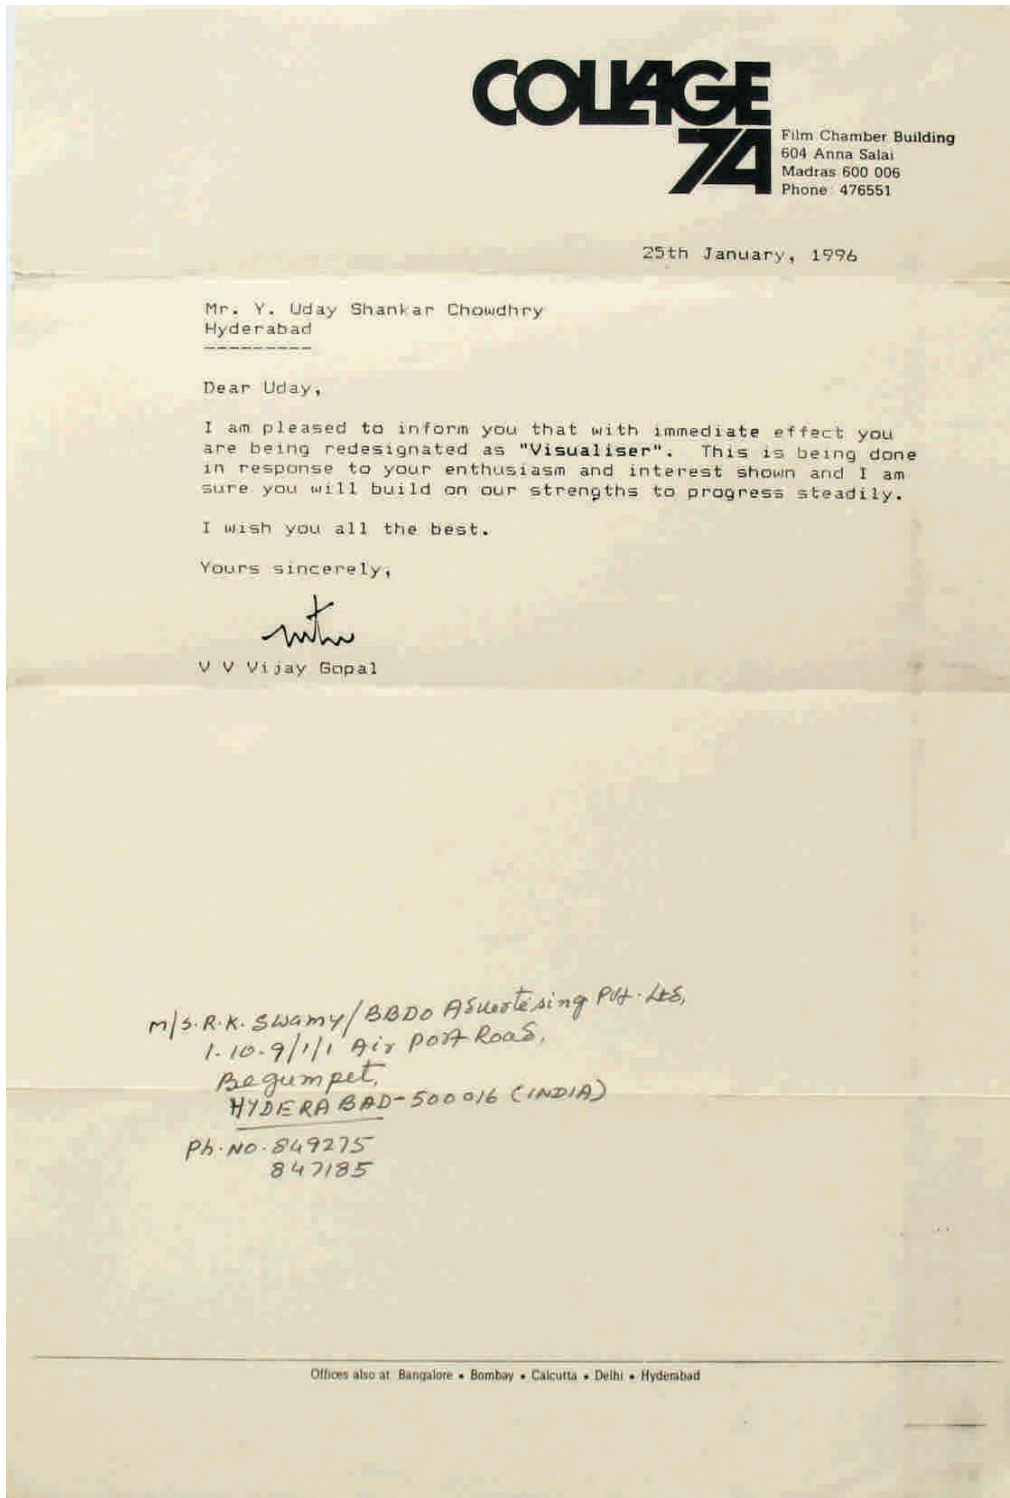 COLLAGE
7A
Film Chamber Building
604 Anna Salai
Madras 600 006
Phone : 476551
25th January, 1996
Mr. Y. Uday Shankar Chowdhry
Hyderabad
---------
Dear Uday,
I am pleased to inform you that with immediate effect you
are being redesignated as "Visualiser". This is being done
in response to your enthusiasm and interest shown and I am
sure you will build on our strengths to progress steadily.
I wish you all the best.
Yours sincerely,
V V Vijay Gopal
M/S.R.K. Swamy/BBDO Advertising Pvt. Ltd,
1-10-9/1/1 Air Port Road,
Begumpet,
HYDERABAD-500016 (INDIA)
Ph.No.849275
847185
Offices also at Bangalore • Bombay • Calcutta • Delhi • Hyderabad